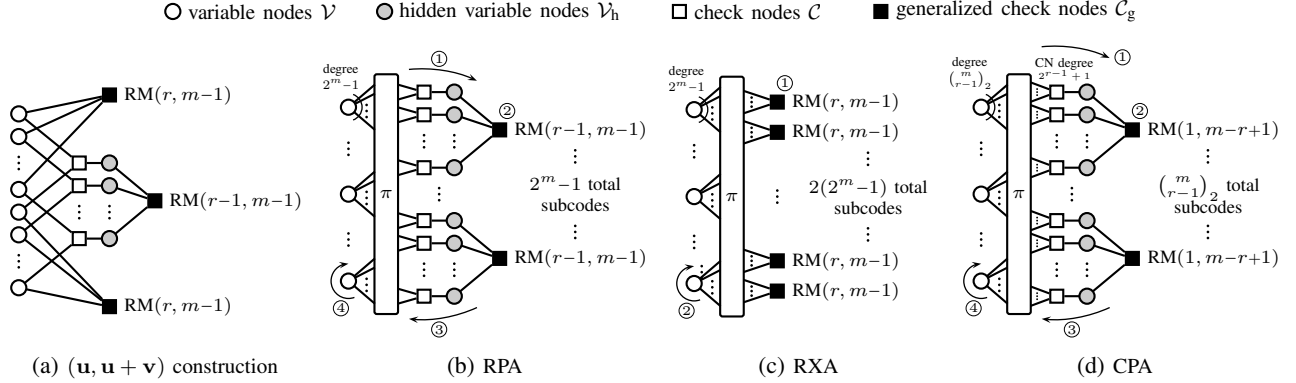 variable nodes 𝒱 hidden variable nodes 𝒱h check nodes 𝒞 generalized check nodes 𝒞g
RM(r, m−1)
RM(r−1, m−1)
RM(r, m−1)
(a) (u, u + v) construction
degree
2^m−1
①
②
π
RM(r−1, m−1)
2^m−1 total
subcodes
RM(r−1, m−1)
④
③
(b) RPA
degree
2^m−1
①
π
RM(r, m−1)
RM(r, m−1)
2(2^m−1) total
subcodes
RM(r, m−1)
RM(r, m−1)
②
(c) RXA
degree
(m r−1)_2
CN degree
2^r−1 + 1
①
②
π
RM(1, m−r+1)
(m r−1)_2 total
subcodes
RM(1, m−r+1)
④
③
(d) CPA